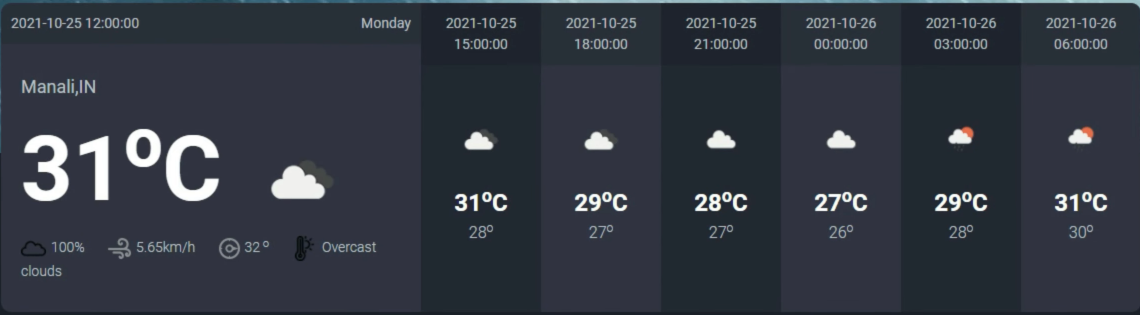 2021-10-25 12:00:00 Monday
Manali,IN
31ºC
100% 5.65km/h 32º Overcast
clouds
2021-10-25
15:00:00
31ºC
28º
2021-10-25
18:00:00
29ºC
27º
2021-10-25
21:00:00
28ºC
27º
2021-10-26
00:00:00
27ºC
26º
2021-10-26
03:00:00
29ºC
28º
2021-10-26
06:00:00
31ºC
30º